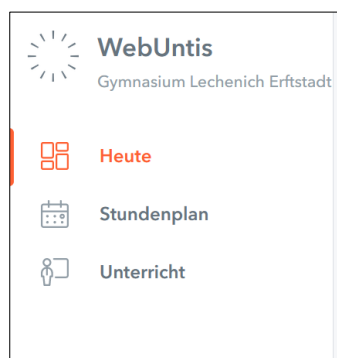 WebUntis
Gymnasium Lechenich Erftstadt
Heute
Stundenplan
Unterricht